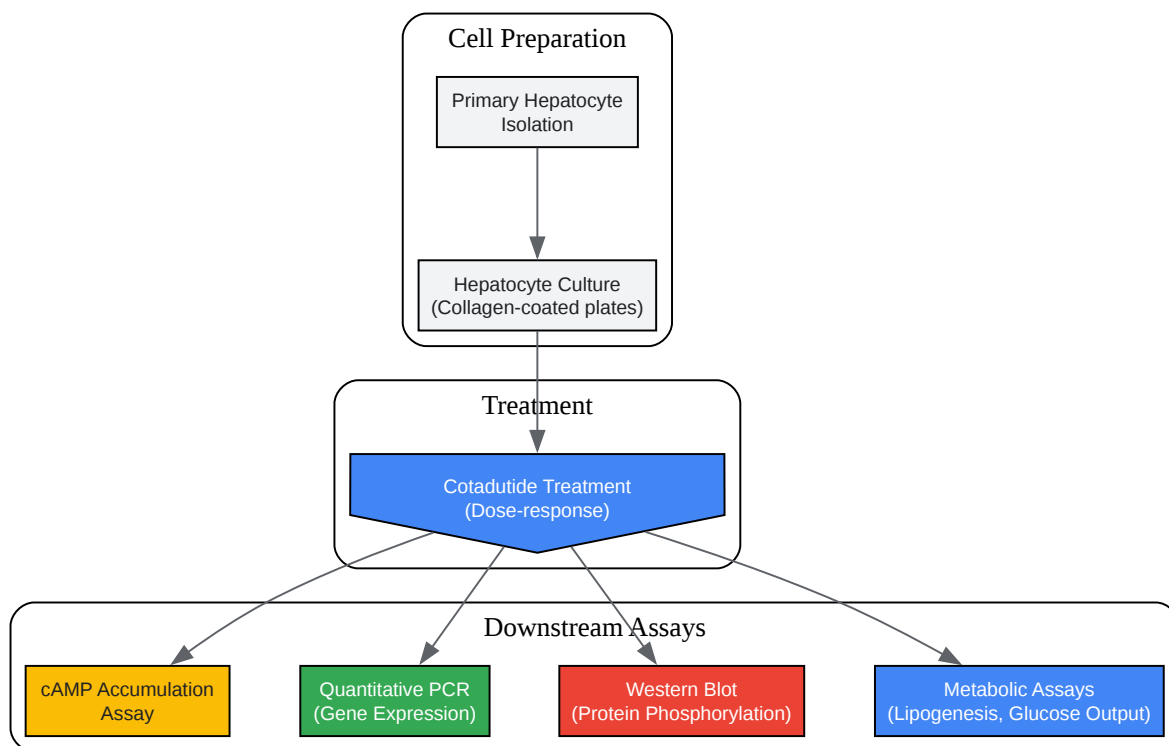 Cell Preparation
Primary Hepatocyte
Isolation
Hepatocyte Culture
(Collagen-coated plates)
Treatment
Cotadutide Treatment
(Dose-response)
Downstream Assays
cAMP Accumulation
Assay
Quantitative PCR
(Gene Expression)
Western Blot
(Protein Phosphorylation)
Metabolic Assays
(Lipogenesis, Glucose Output)